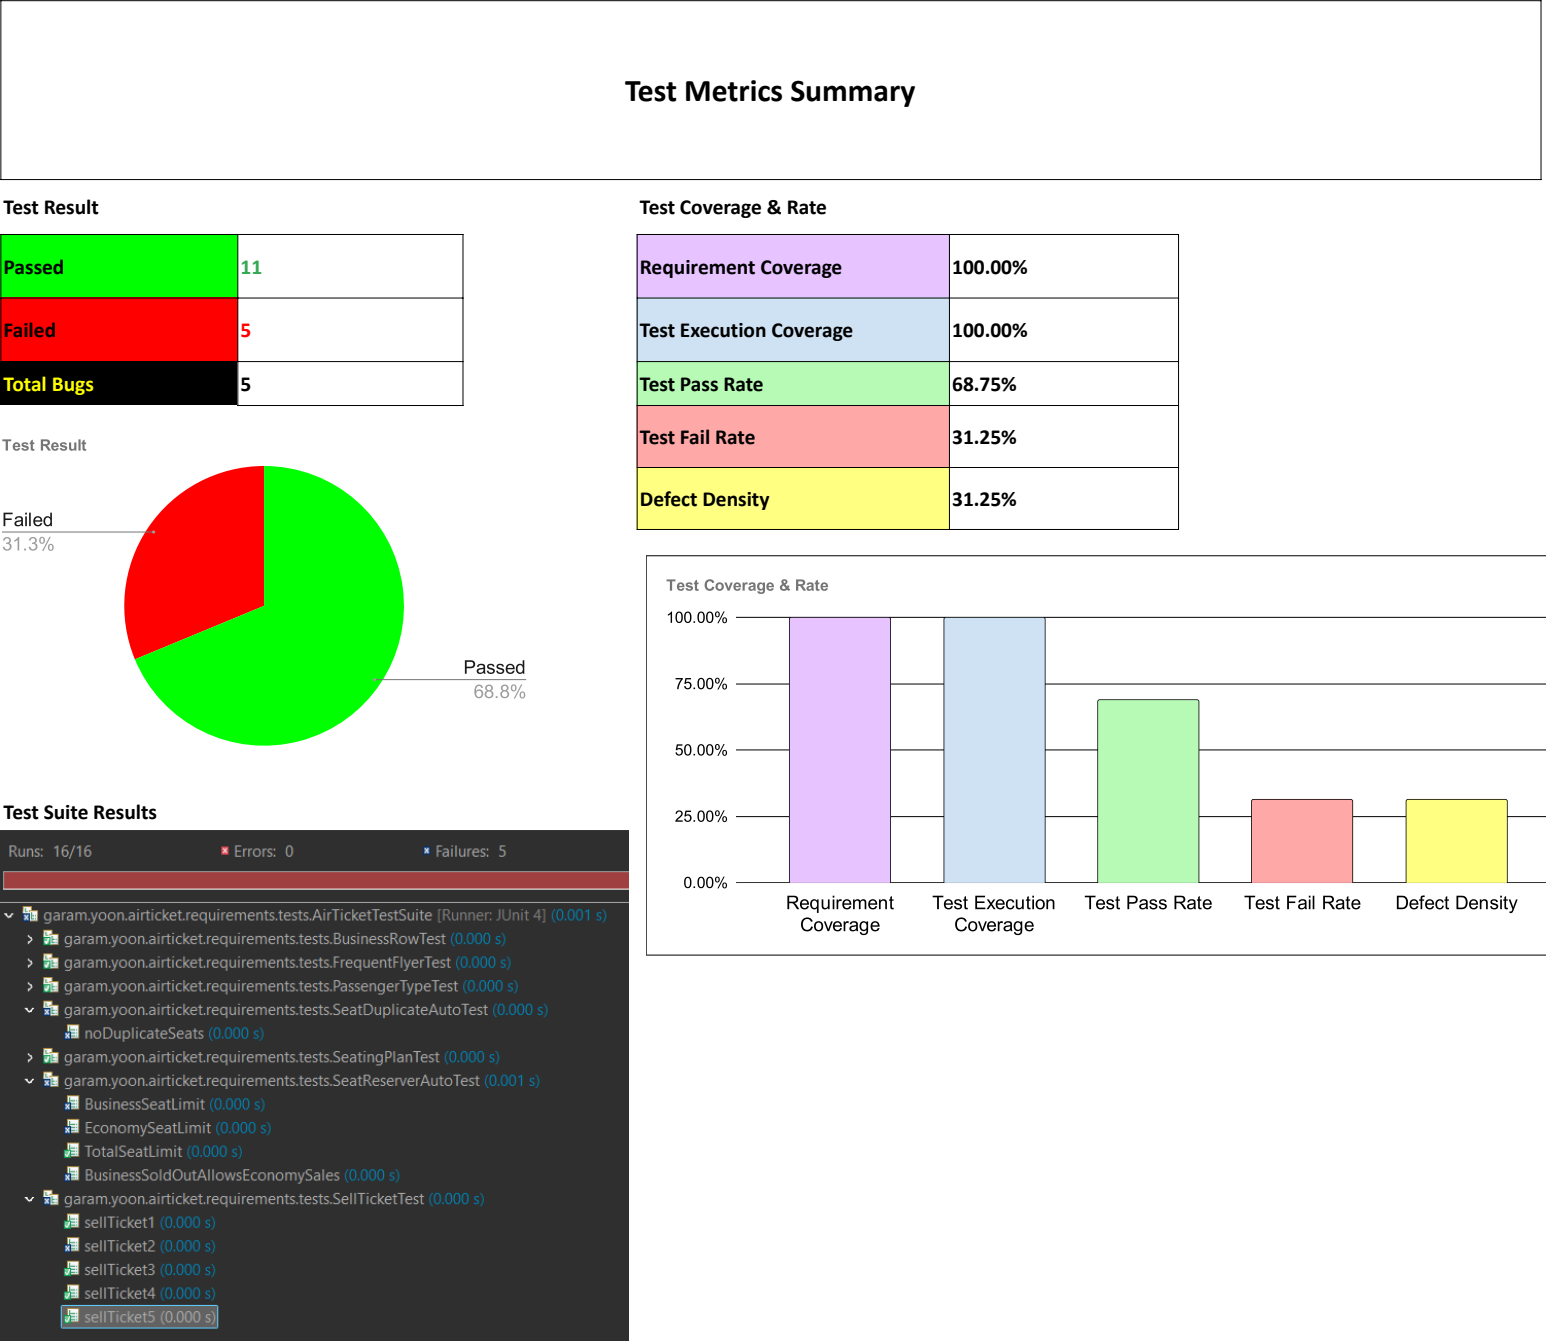 Test Metrics Summary
Test Result
Passed 11
Failed 5
Total Bugs 5
Test Result
Failed
31.3%
Passed
68.8%
Test Coverage & Rate
Requirement Coverage 100.00%
Test Execution Coverage 100.00%
Test Pass Rate 68.75%
Test Fail Rate 31.25%
Defect Density 31.25%
Test Coverage & Rate
100.00%
75.00%
50.00%
25.00%
0.00%
Requirement Coverage
Test Execution Coverage
Test Pass Rate
Test Fail Rate
Defect Density
Test Suite Results
Runs: 16/16 Errors: 0 Failures: 5
garam.yoon.airticket.requirements.tests.AirTicketTestSuite [Runner: JUnit 4] (0.001 s)
garam.yoon.airticket.requirements.tests.BusinessRowTest (0.000 s)
garam.yoon.airticket.requirements.tests.FrequentFlyerTest (0.000 s)
garam.yoon.airticket.requirements.tests.PassengerTypeTest (0.000 s)
garam.yoon.airticket.requirements.tests.SeatDuplicateAutoTest (0.000 s)
noDuplicateSeats (0.000 s)
garam.yoon.airticket.requirements.tests.SeatingPlanTest (0.000 s)
garam.yoon.airticket.requirements.tests.SeatReserverAutoTest (0.001 s)
BusinessSeatLimit (0.000 s)
EconomySeatLimit (0.000 s)
TotalSeatLimit (0.000 s)
BusinessSoldOutAllowsEconomySales (0.000 s)
garam.yoon.airticket.requirements.tests.SellTicketTest (0.000 s)
sellTicket1 (0.000 s)
sellTicket2 (0.000 s)
sellTicket3 (0.000 s)
sellTicket4 (0.000 s)
sellTicket5 (0.000 s)